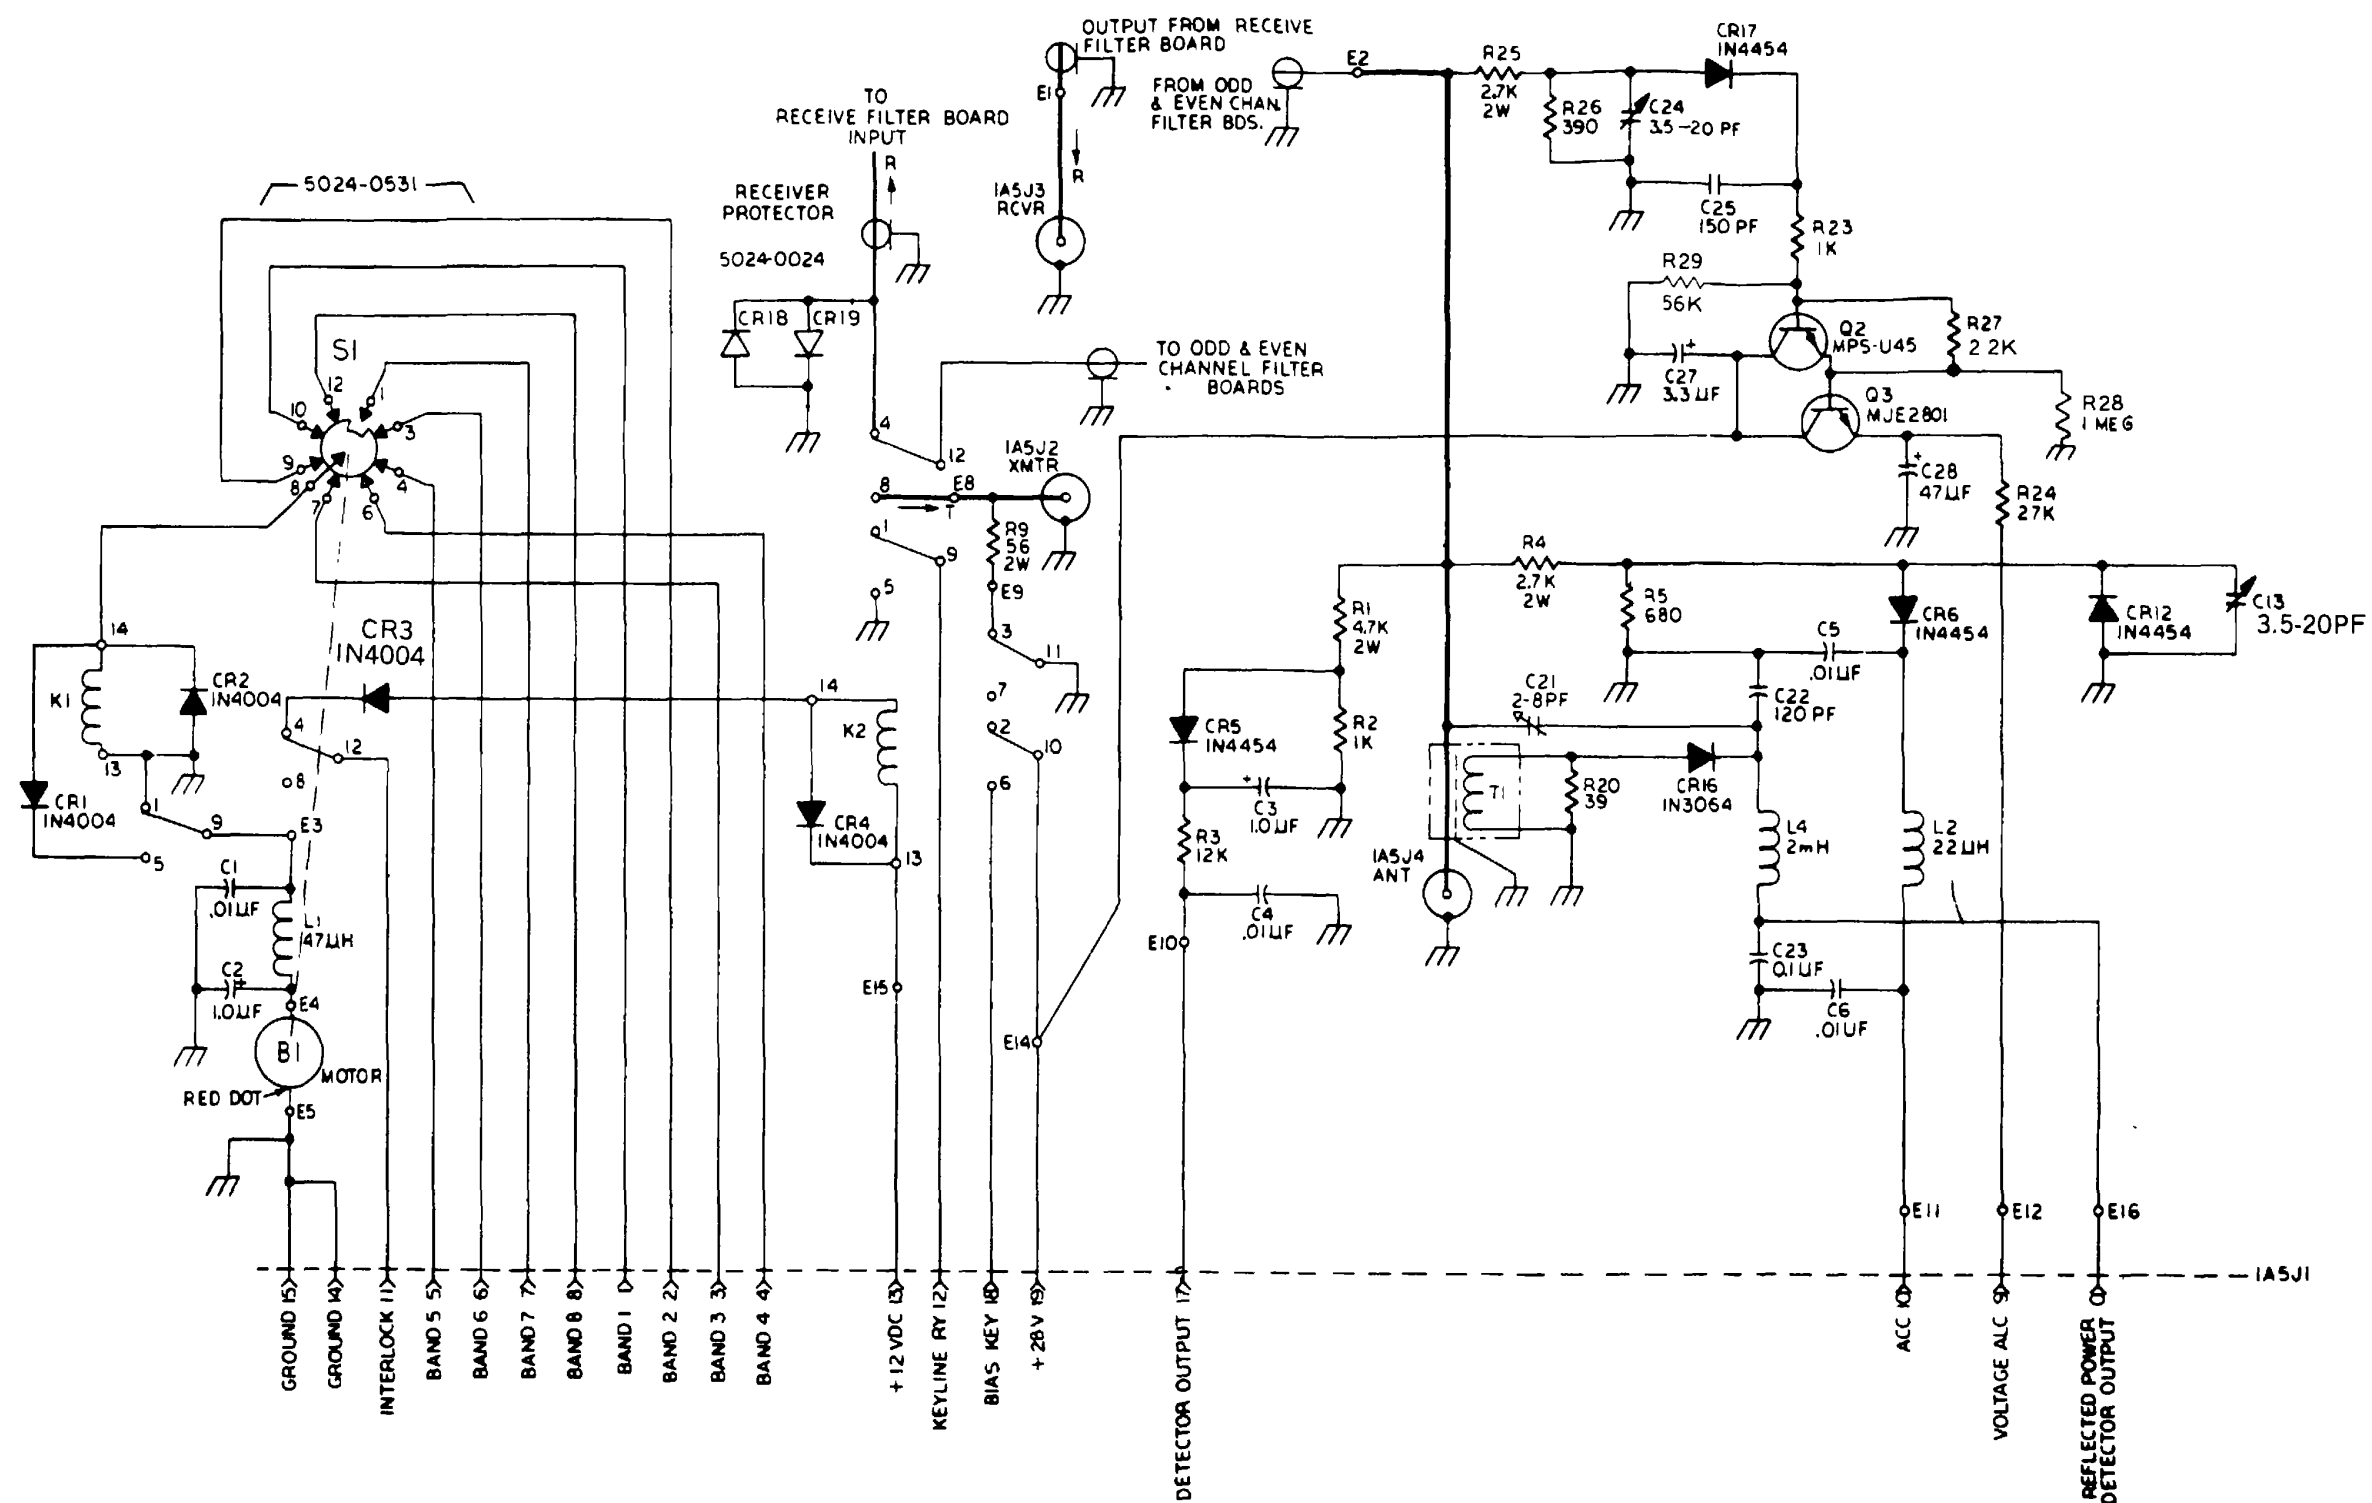 OUTPUT FROM RECEIVE
FILTER BOARD
E1
R
1A5J3
RCVR
TO
RECEIVE FILTER BOARD
INPUT
R
RECEIVER
PROTECTOR
5024-0024
CR18
CR19
FROM ODD
& EVEN CHAN.
FILTER BDS.
E2
R25
2.7K
2W
R26
390
C24
3.5-20 PF
CR17
1N4454
C25
150 PF
R23
1K
R29
56K
Q2
MPS-U45
R27
2 2K
C27
3.3UF
+
Q3
MJE2801
R28
1 MEG
C28
47UF
+
R24
27K
5024-0531
S1
12
1
10
3
9
4
8
7
6
TO ODD & EVEN
CHANNEL FILTER
BOARDS
4
12
1A5J2
XMTR
8
E8
T
1
9
5
R9
56
2W
E9
3
11
7
2
10
6
14
K1
13
CR2
1N4004
CR3
1N4004
CR1
1N4004
4
12
8
1
9
5
E3
C1
.01UF
L1
47UH
C2
+
1.0UF
E4
B1
MOTOR
RED DOT
E5
14
K2
CR4
1N4004
13
E15
E14
R4
2.7K
2W
R1
4.7K
2W
R5
680
CR6
1N4454
CR12
1N4454
C13
3.5-20PF
C5
.01UF
CR5
1N4454
R2
1K
C21
2-8PF
C22
120 PF
+
C3
1.0UF
T1
R20
39
CR16
1N3064
R3
12K
L4
2mH
L2
22UH
1A5J4
ANT
C4
.01UF
E10
C23
0.1UF
C6
.01UF
E11
E12
E16
1A5J1
GROUND 15
GROUND 14
INTERLOCK 11
BAND 5 5
BAND 6 6
BAND 7 7
BAND 8 8
BAND 1 1
BAND 2 2
BAND 3 3
BAND 4 4
+12 VDC 13
KEYLINE RY 12
BIAS KEY 18
+28V 19
DETECTOR OUTPUT 17
ACC 10
VOLTAGE ALC 9
REFLECTED POWER
DETECTOR OUTPUT